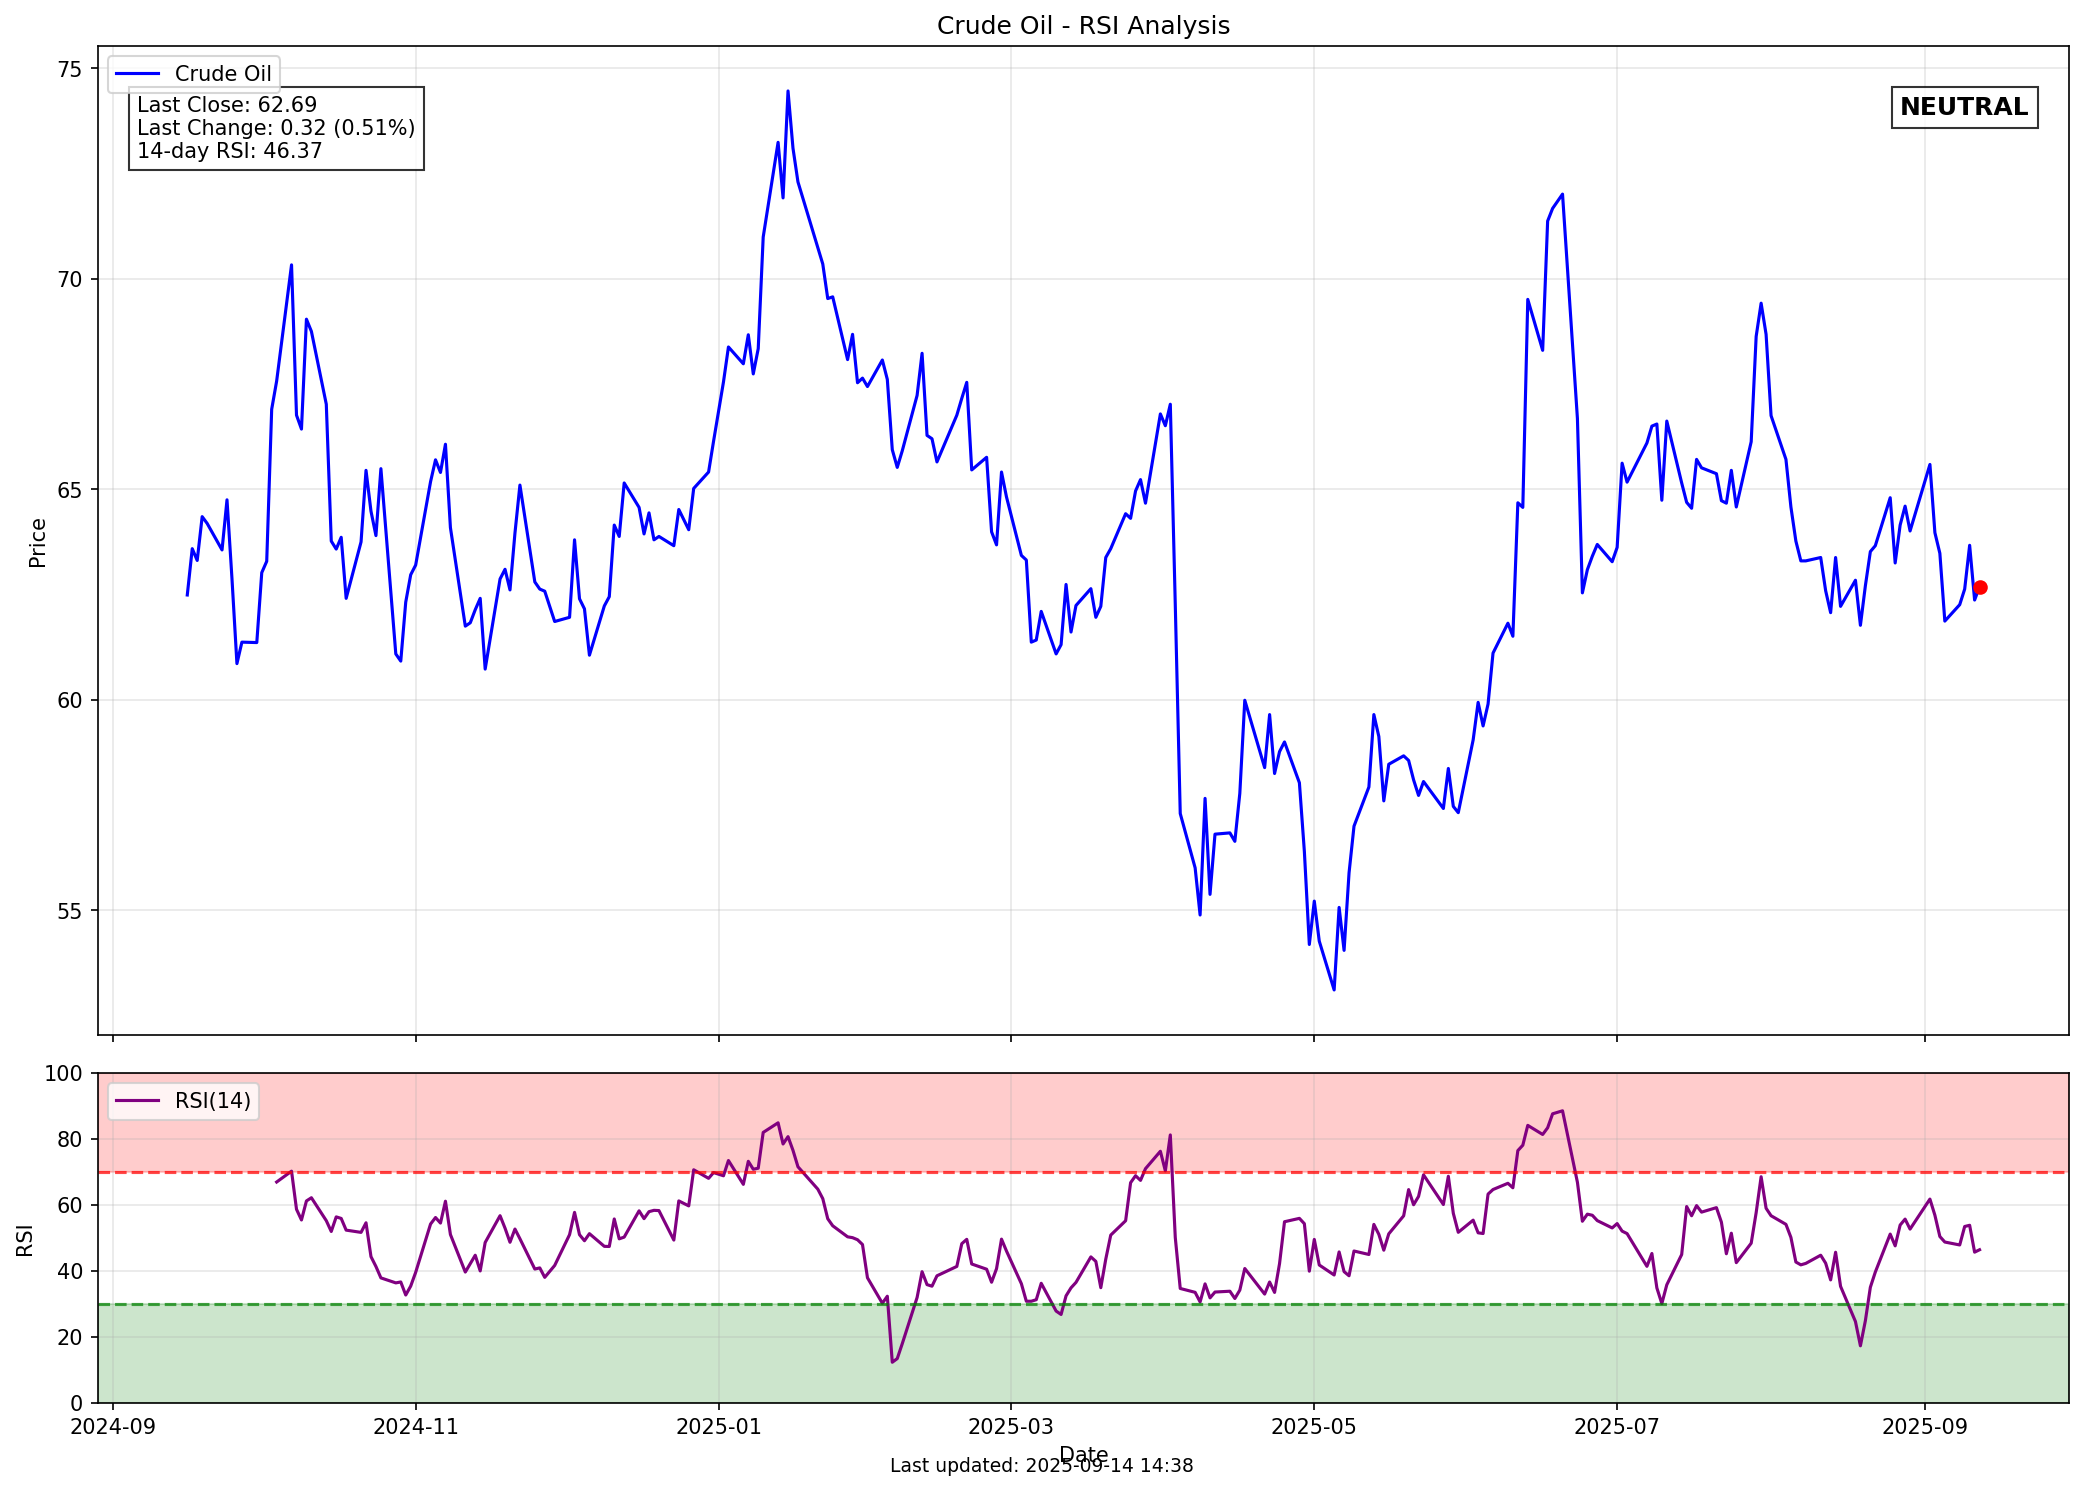 Crude Oil - RSI Analysis
Crude Oil
Last Close: 62.69
Last Change: 0.32 (0.51%)
14-day RSI: 46.37
NEUTRAL
75
70
65
60
55
Price
RSI(14)
100
80
60
40
20
0
RSI
2024-09
2024-11
2025-01
2025-03
2025-05
2025-07
2025-09
Date
Last updated: 2025-09-14 14:38